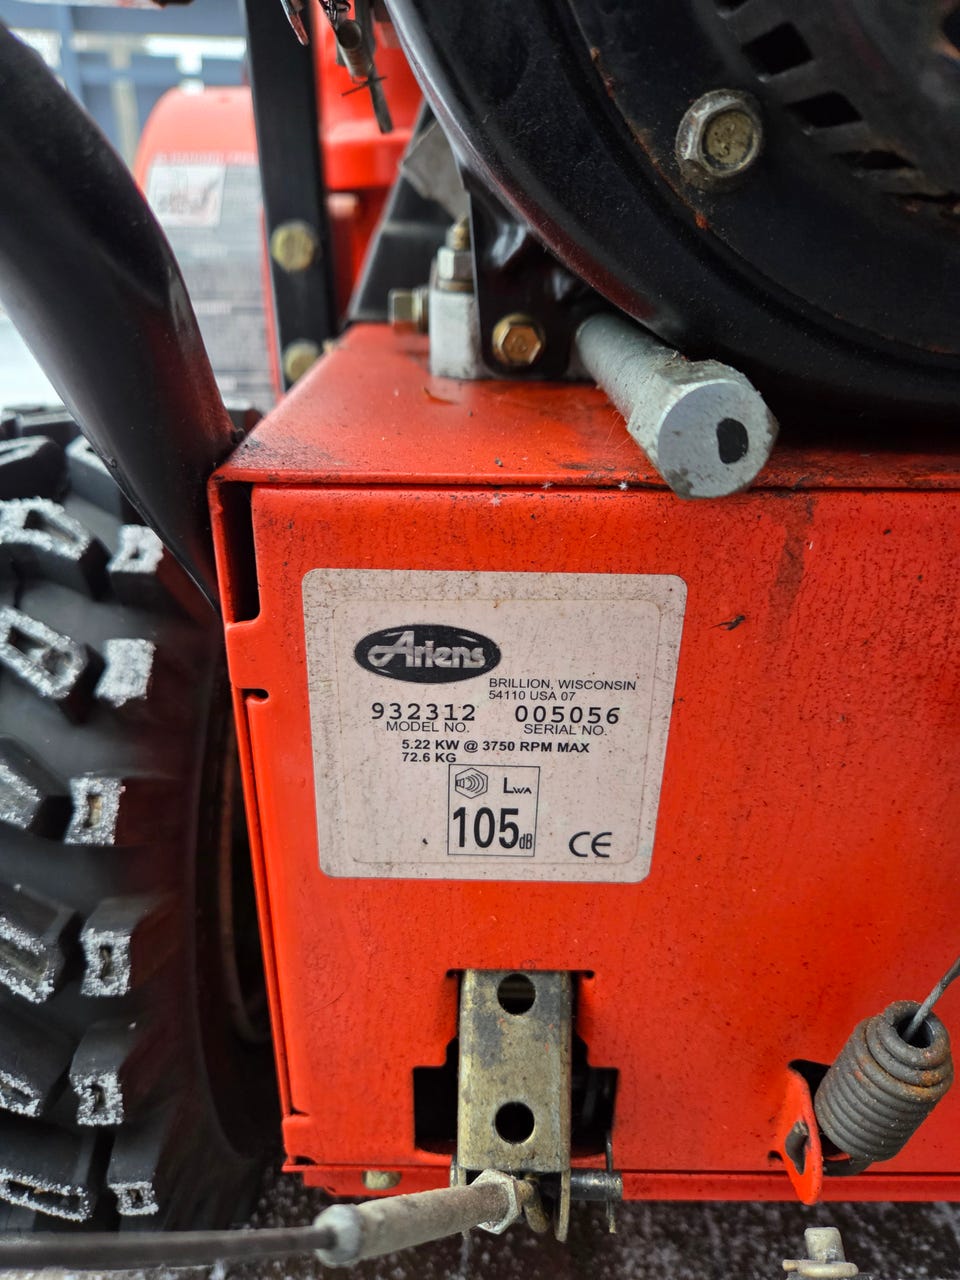 Ariens
BRILLION, WISCONSIN
54110 USA 07
932312 005056
MODEL NO. SERIAL NO.
5.22 KW @ 3750 RPM MAX
72.6 KG
LWA
105dB
CE